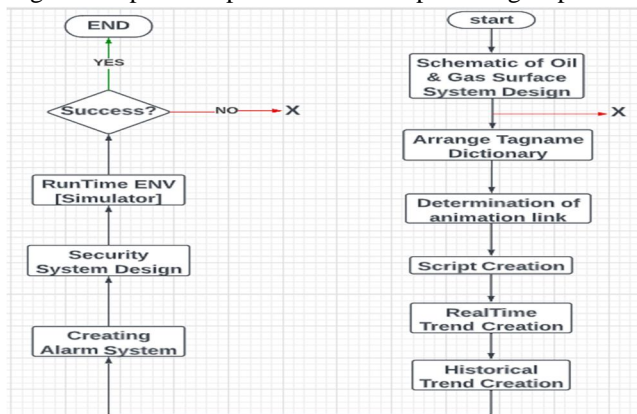 END
YES
Success?
NO
X
RunTime ENV
[Simulator]
Security
System Design
Creating
Alarm System
start
Schematic of Oil
& Gas Surface
System Design
X
Arrange Tagname
Dictionary
Determination of
animation link
Script Creation
RealTime
Trend Creation
Historical
Trend Creation